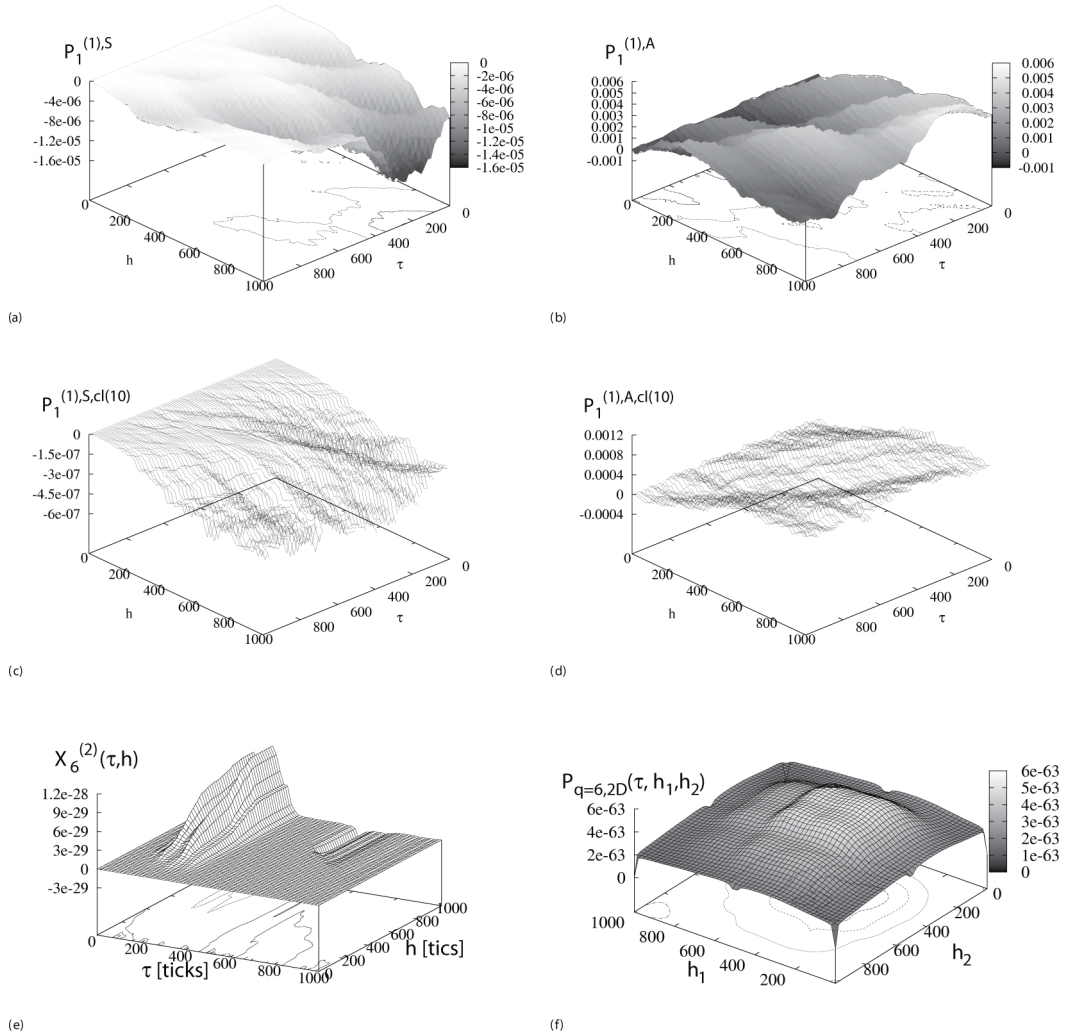 P1(1),S
0
-4e-06
-8e-06
-1.2e-05
-1.6e-05
0
200
400
600
800
1000
h
800
600
400
200
0
τ
0
-2e-06
-4e-06
-6e-06
-8e-06
-1e-05
-1.2e-05
-1.4e-05
-1.6e-05
(a)
P1(1),A
0.006
0.005
0.004
0.003
0.002
0.001
0
-0.001
0
200
400
600
800
1000
h
800
600
400
200
0
τ
0.006
0.005
0.004
0.003
0.002
0.001
0
-0.001
(b)
P1(1),S,cl(10)
0
-1.5e-07
-3e-07
-4.5e-07
-6e-07
0
200
400
600
800
1000
h
800
600
400
200
0
τ
(c)
P1(1),A,cl(10)
0.0012
0.0008
0.0004
0
-0.0004
0
200
400
600
800
1000
h
800
600
400
200
0
τ
(d)
X6(2)(τ,h)
1.2e-28
9e-29
6e-29
3e-29
0
-3e-29
0
200
400
600
800
1000
τ [ticks]
0
200
400
600
800
1000
h [tics]
(e)
Pq=6,2D(τ, h1,h2)
6e-63
4e-63
2e-63
0
1000
800
600
400
200
h1
800
600
400
200
0
h2
6e-63
5e-63
4e-63
3e-63
2e-63
1e-63
0
(f)